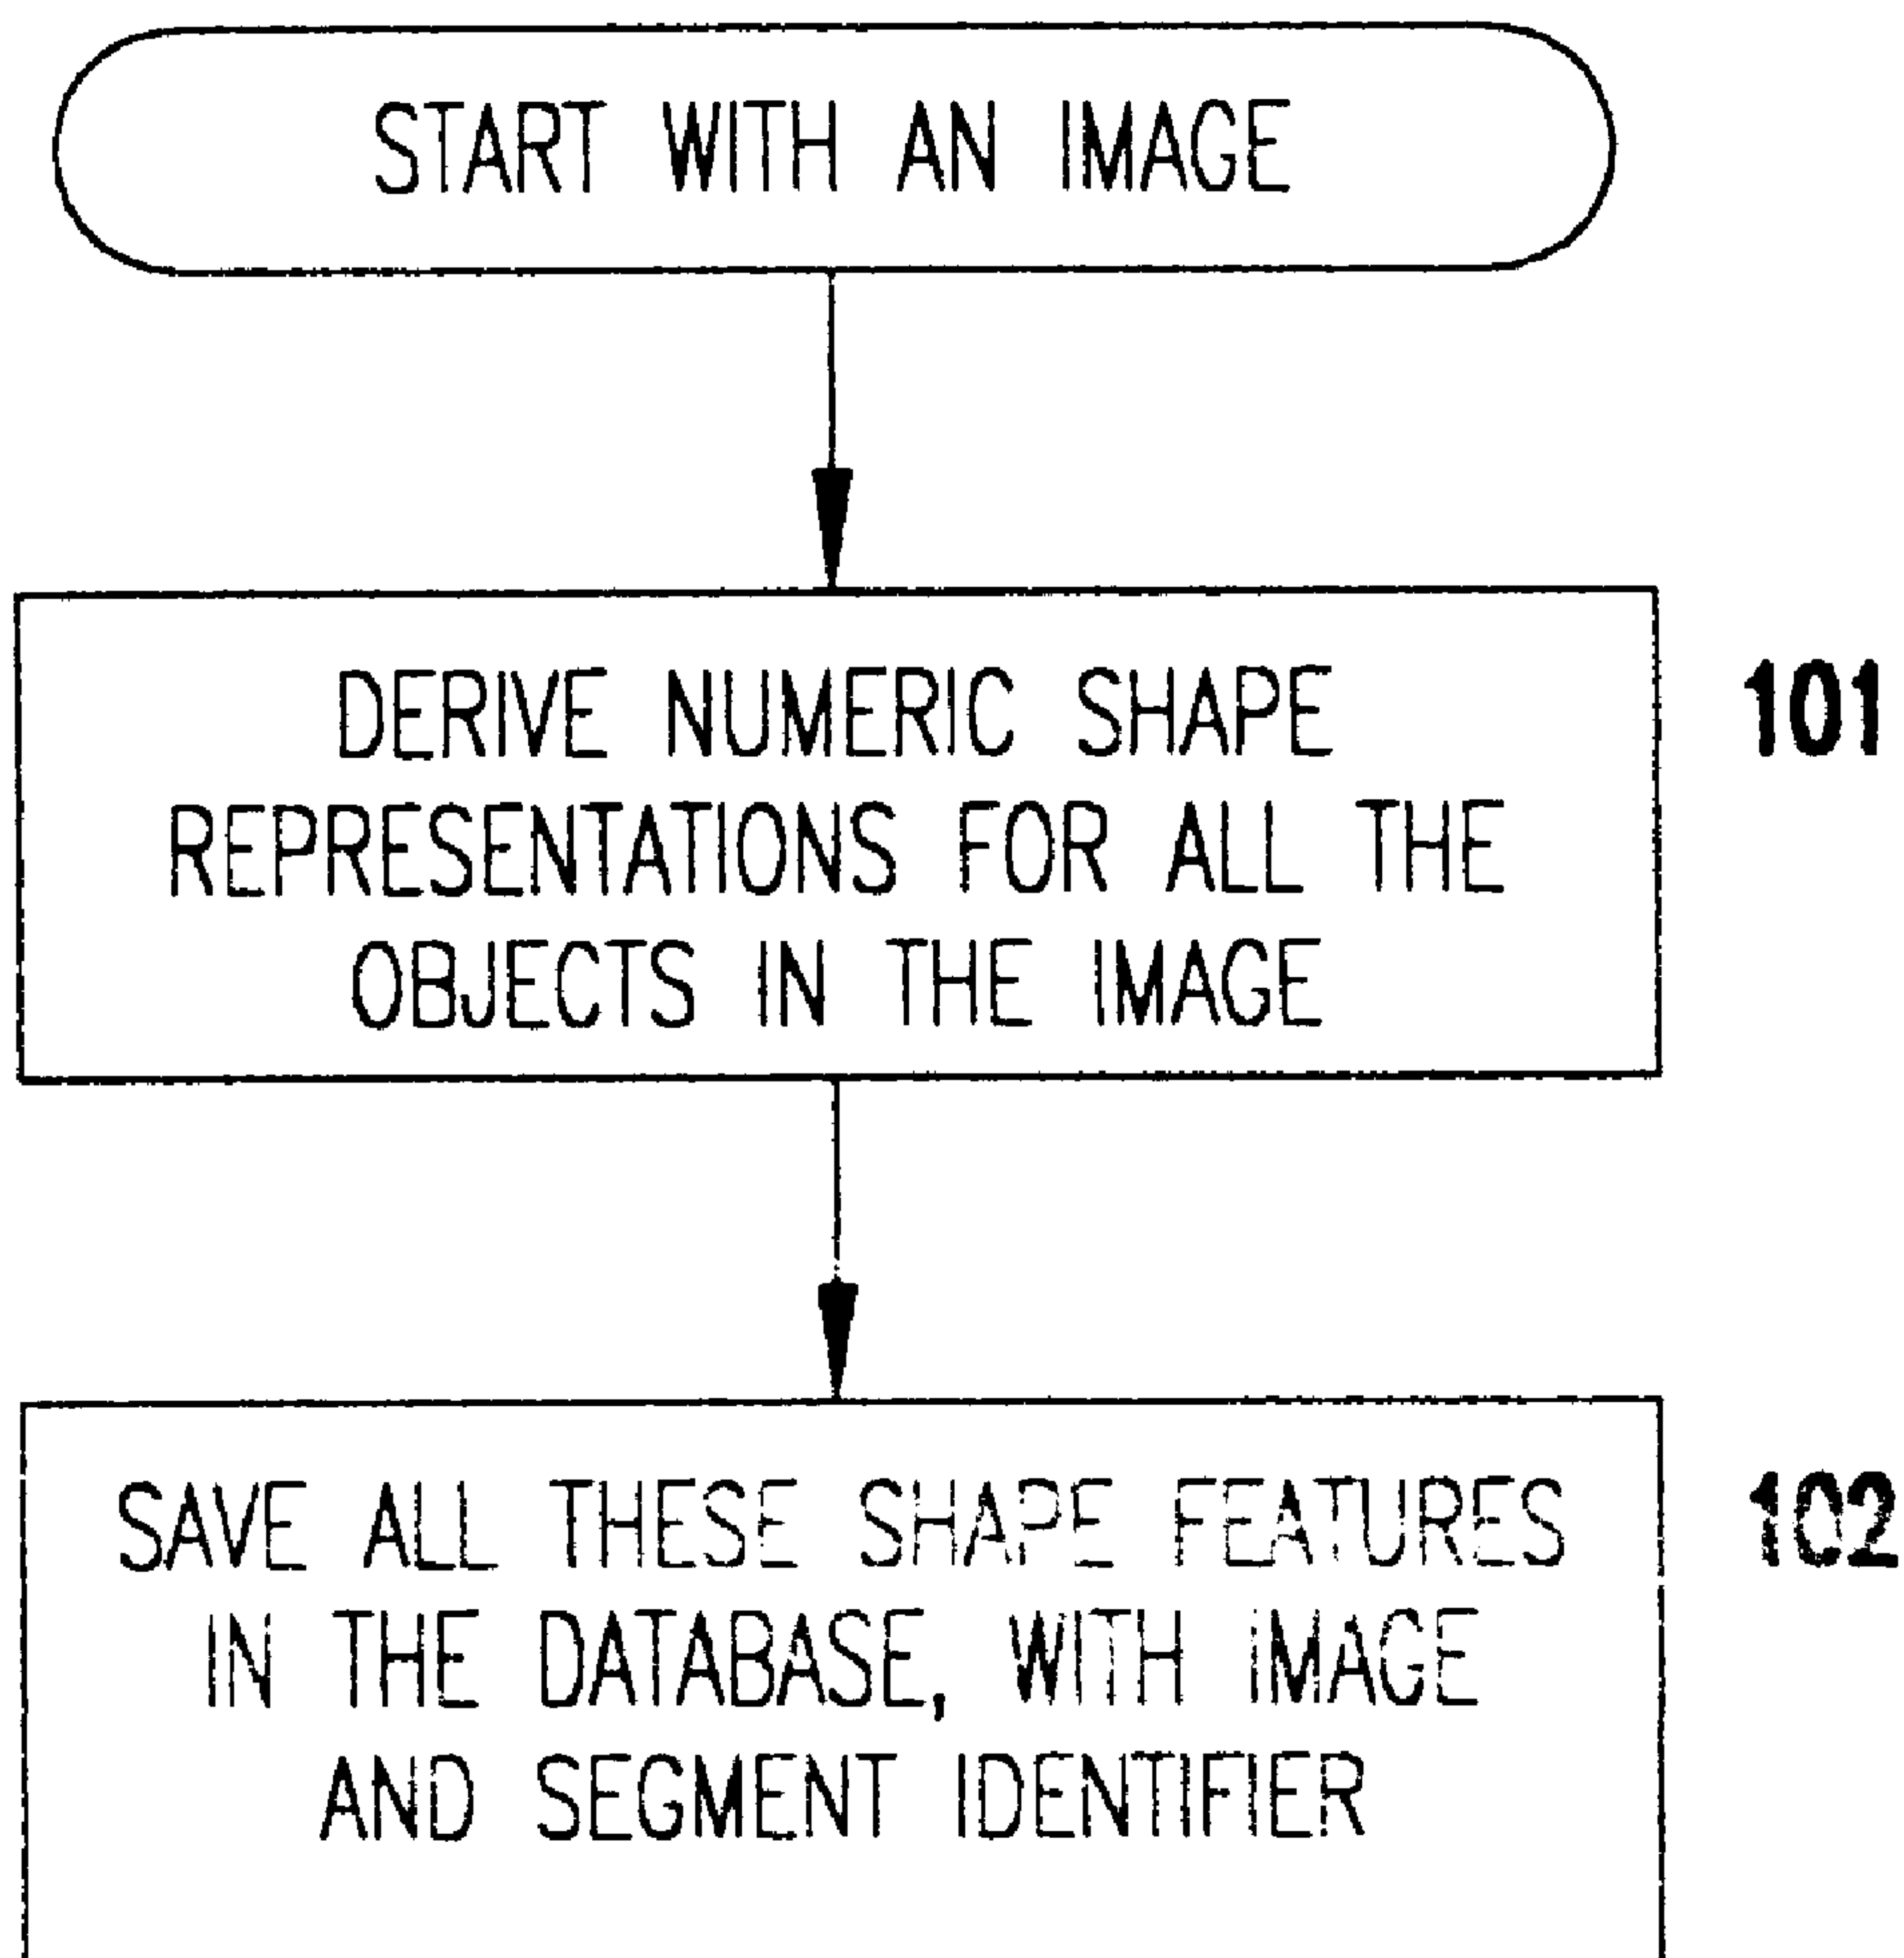 START WITH AN IMAGE
DERIVE NUMERIC SHAPE
REPRESENTATIONS FOR ALL THE
OBJECTS IN THE IMAGE
101
SAVE ALL THESE SHAPE FEATURES
IN THE DATABASE, WITH IMAGE
AND SEGMENT IDENTIFIER
102